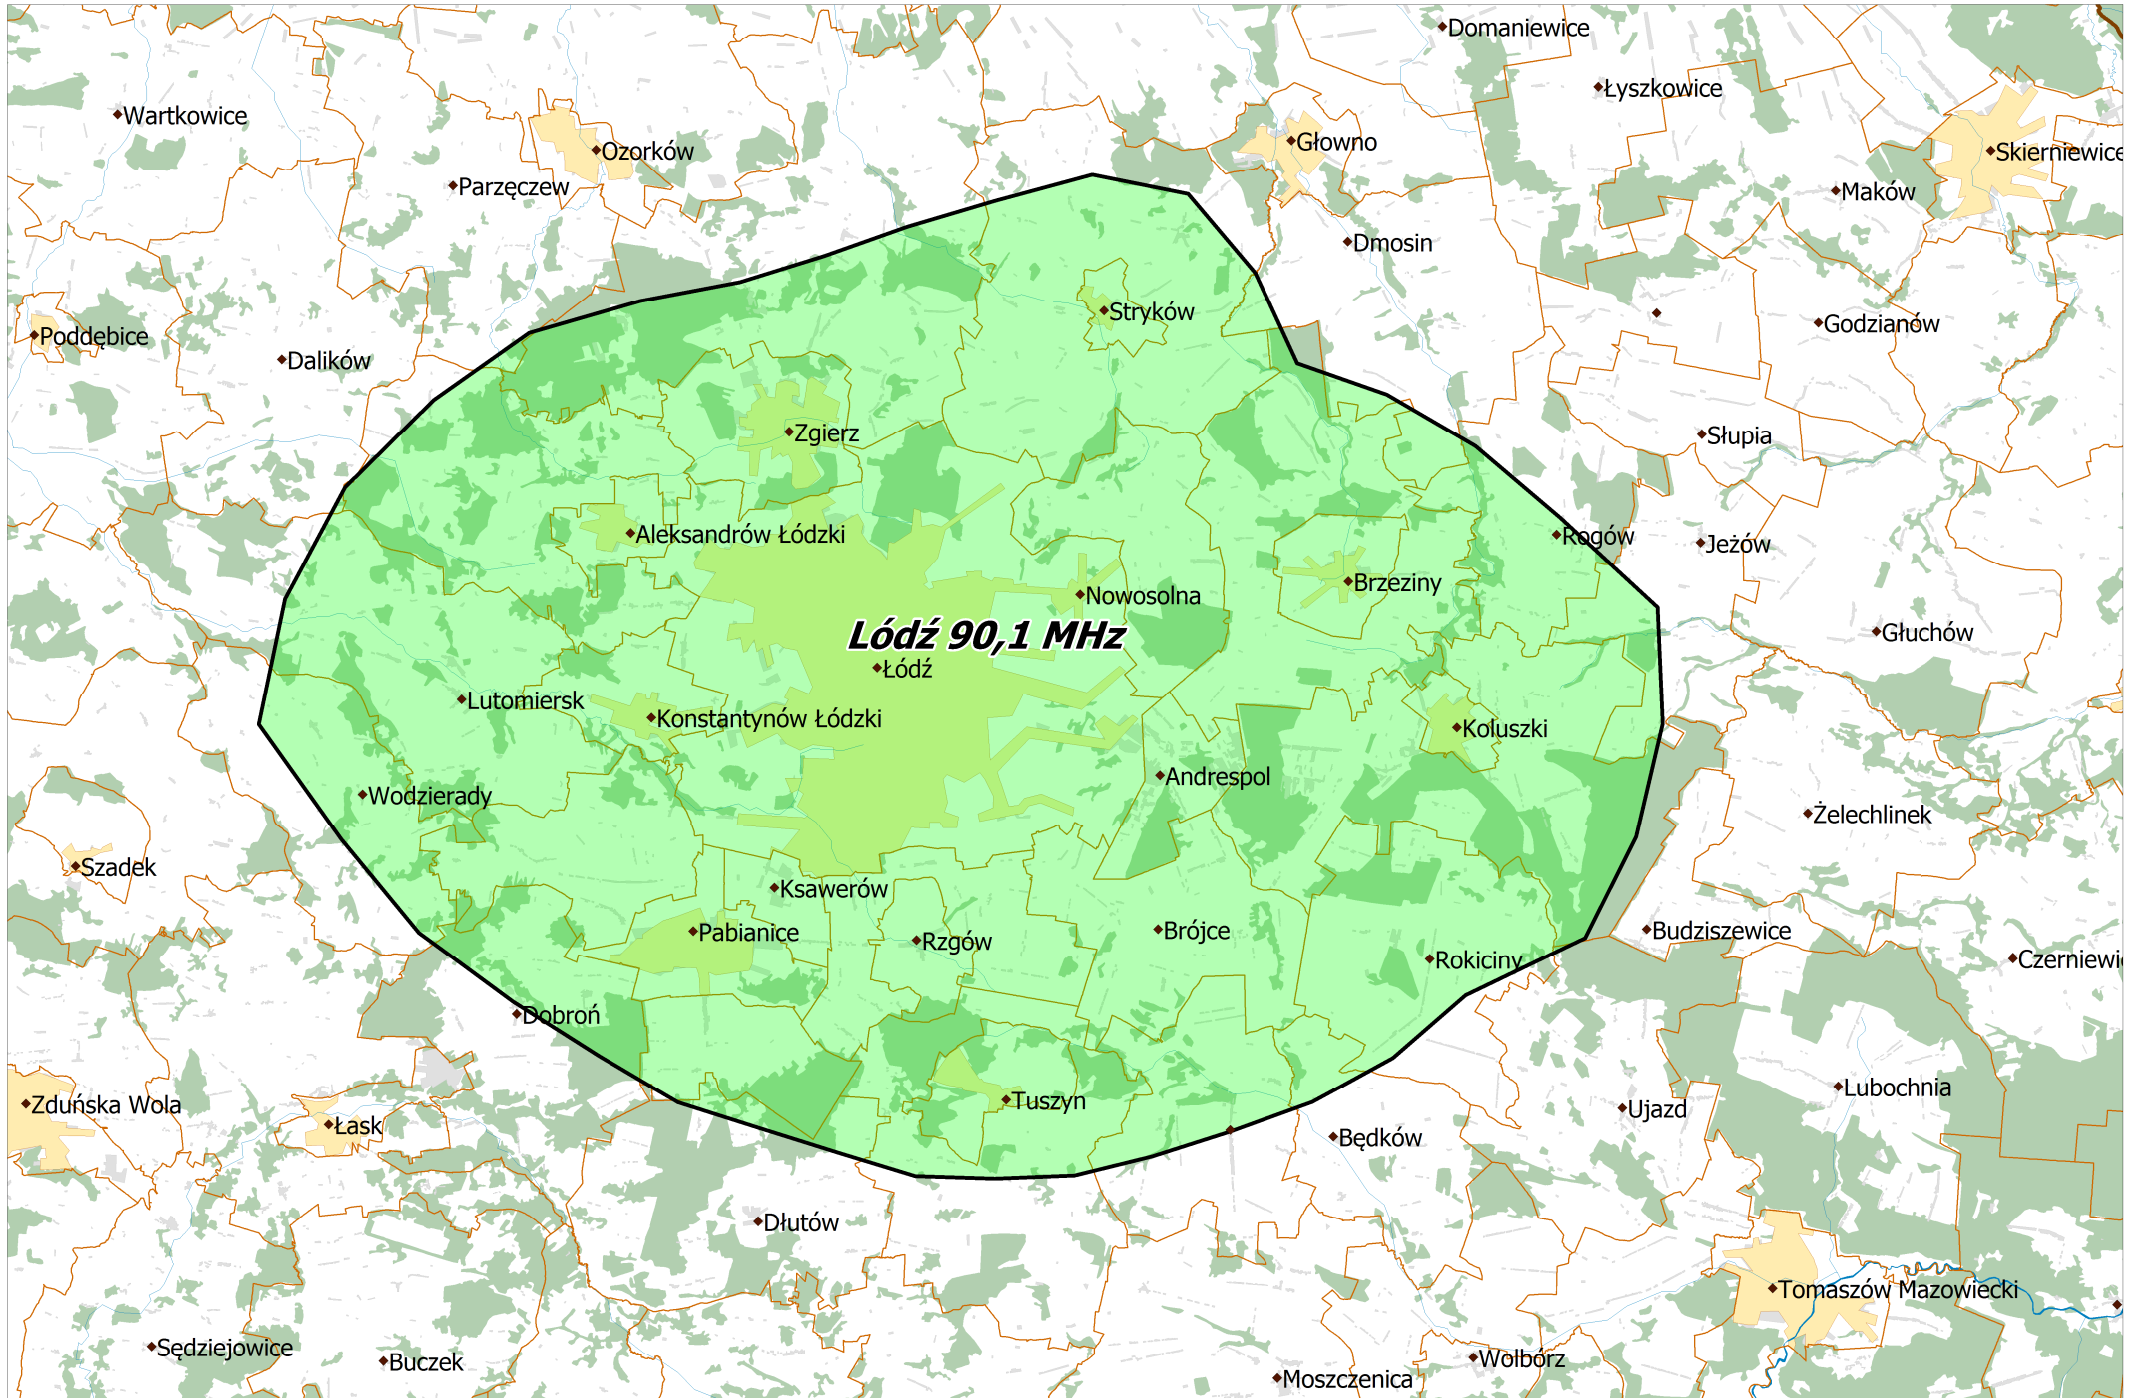 Domaniewice
Łyszkowice
Wartkowice
Głowno
Ozorków
Skierniewice
Parzęczew
Maków
Dmosin
Stryków
Godzianów
Poddębice
Dalików
Zgierz
Słupia
Aleksandrów Łódzki
Rogów
Jeżów
Brzeziny
Nowosolna
Łódź 90,1 MHz
Głuchów
Łódź
Lutomiersk
Konstantynów Łódzki
Koluszki
Andrespol
Wodzierady
Żelechlinek
Szadek
Ksawerów
Pabianice
Rzgów
Brójce
Budziszewice
Rokiciny
Czerniewi
Dobroń
Lubochnia
Zduńska Wola
Tuszyn
Ujazd
Łask
Będków
Dłutów
Tomaszów Mazowiecki
Sędziejowice
Buczek
Wolbórz
Moszczenica